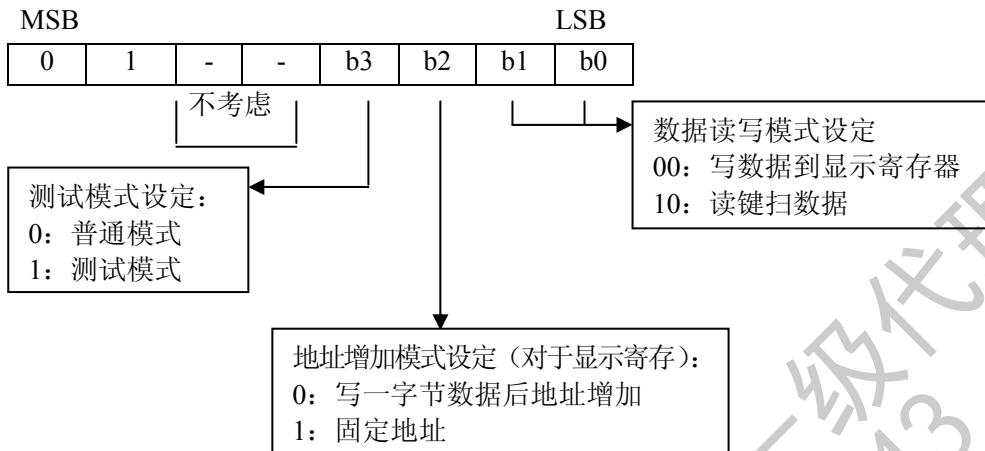 MSB LSB
0 1 - - b3 b2 b1 b0
不考虑
数据读写模式设定
00：写数据到显示寄存器
10：读键扫数据
测试模式设定：
0：普通模式
1：测试模式
地址增加模式设定（对于显示寄存）：
0：写一字节数据后地址增加
1：固定地址
级代